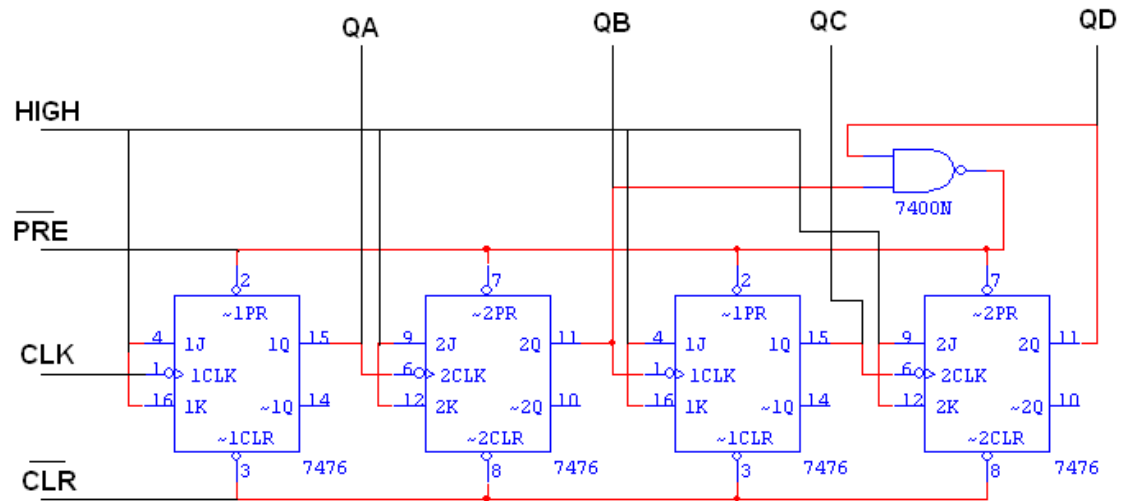 QA QB QC QD
HIGH
7400N
PRE
2 7 2 7
~1PR ~2PR ~1PR ~2PR
4 1J 1Q 15 9 2J 2Q 11 4 1J 1Q 15 9 2J 2Q 11
CLK 1 1CLK 6 2CLK 1 1CLK 6 2CLK
16 1K ~1Q 14 12 2K ~2Q 10 16 1K ~1Q 14 12 2K ~2Q 10
~1CLR ~2CLR ~1CLR ~2CLR
CLR 3 7476 8 7476 3 7476 8 7476